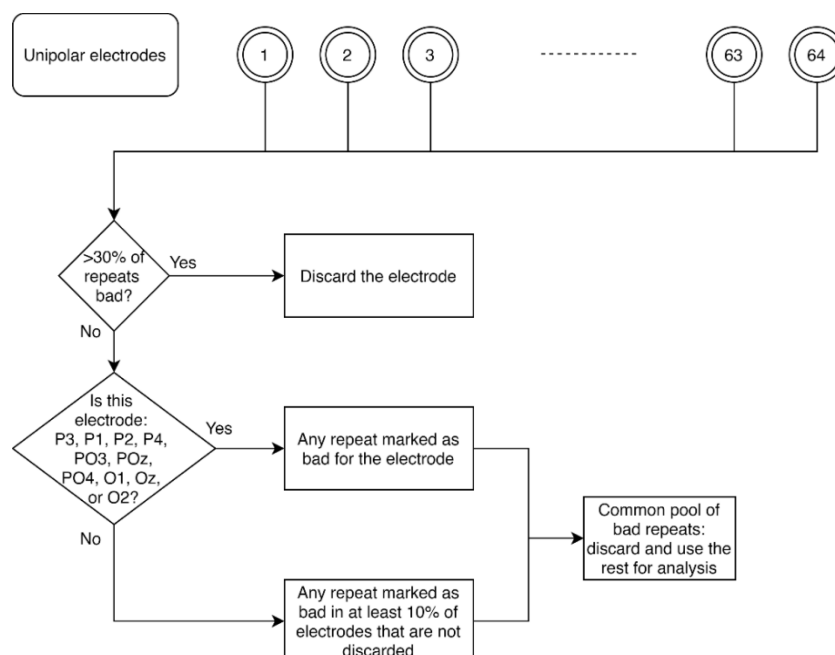 Unipolar electrodes
1
2
3
63
64
>30% of
repeats
bad?
Yes
Discard the electrode
No
Is this
electrode:
P3, P1, P2, P4,
PO3, POz,
PO4, O1, Oz,
or O2?
Yes
Any repeat marked as
bad for the electrode
No
Any repeat marked as
bad in at least 10% of
electrodes that are not
discarded
Common pool of
bad repeats:
discard and use the
rest for analysis